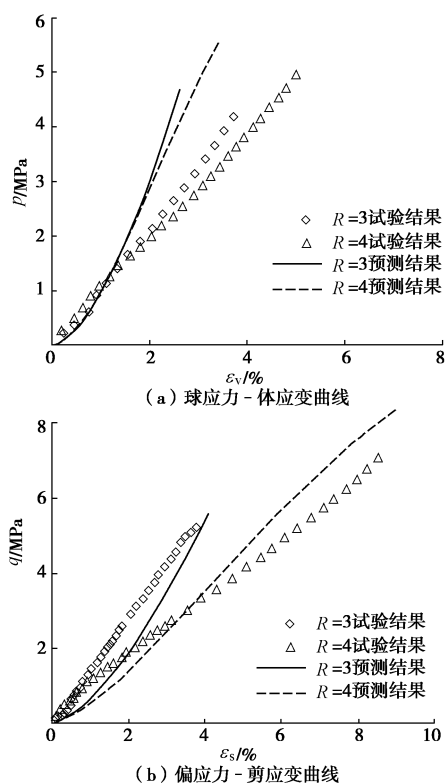 6
5
4
3
2
1
p/MPa
◇ R=3试验结果
△ R=4试验结果
R=3预测结果
R=4预测结果
0 2 4 6 8
εv/%
(a)球应力-体应变曲线
8
6
4
2
q/MPa
◇ R=3试验结果
△ R=4试验结果
R=3预测结果
R=4预测结果
0 2 4 6 8 10
εs/%
(b)偏应力-剪应变曲线